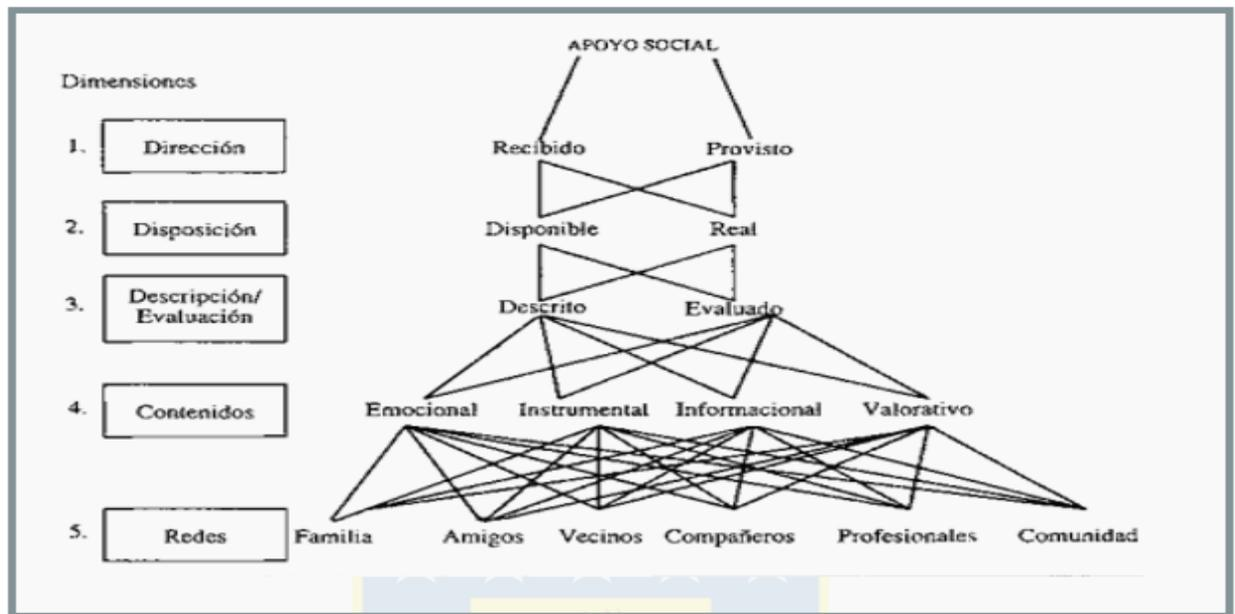 APOYO SOCIAL
Dimensiones
1. Dirección Recibido Provisto
2. Disposición Disponible Real
3. Descripción/
Evaluación Descrito Evaluado
4. Contenidos Emocional Instrumental Informacional Valorativo
5. Redes Familia Amigos Vecinos Compañeros Profesionales Comunidad